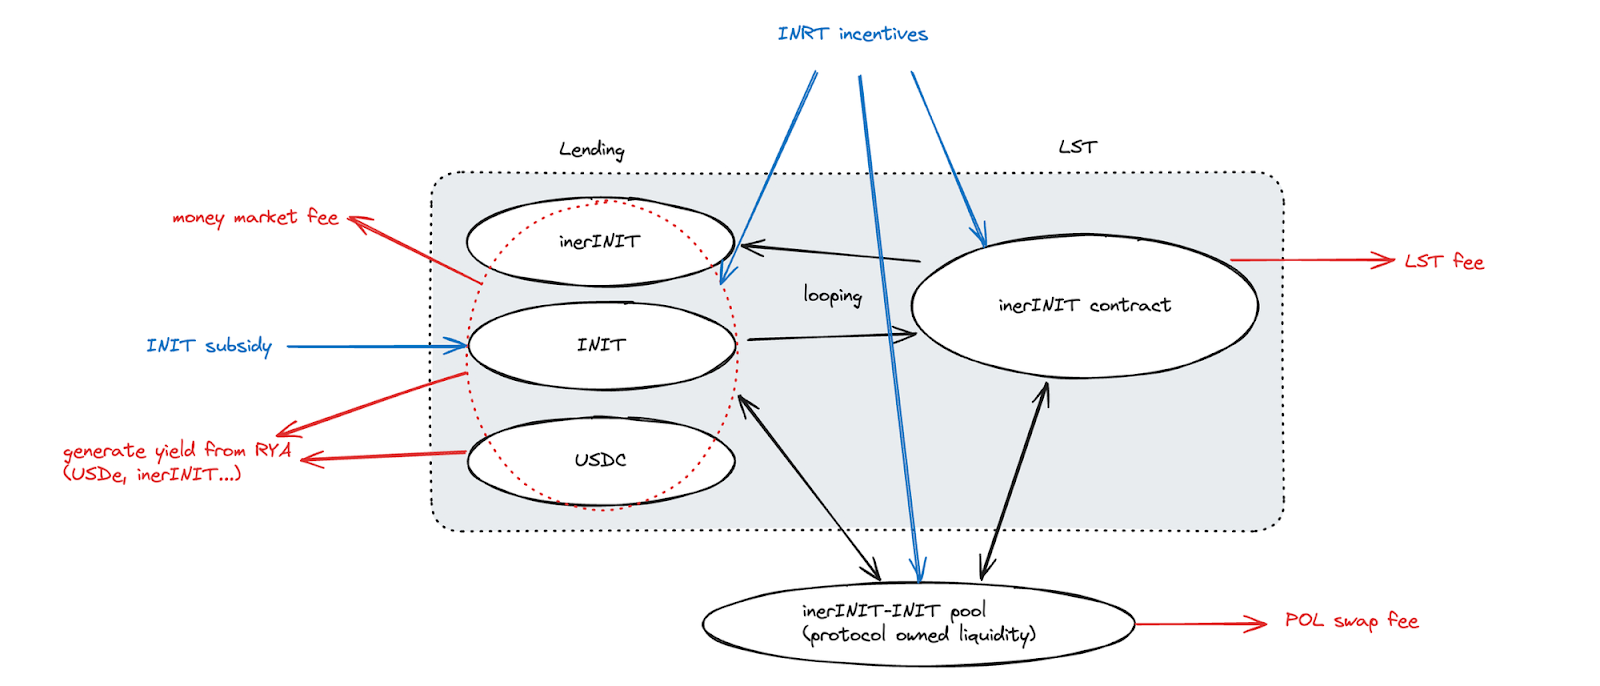 INRT incentives
Lending
LST
money market fee
inerINIT
LST fee
looping
inerINIT contract
INIT subsidy
INIT
generate yield from RYA
(USDe, inerINIT...)
USDC
inerINIT-INIT pool
(protocol owned liquidity)
POL swap fee